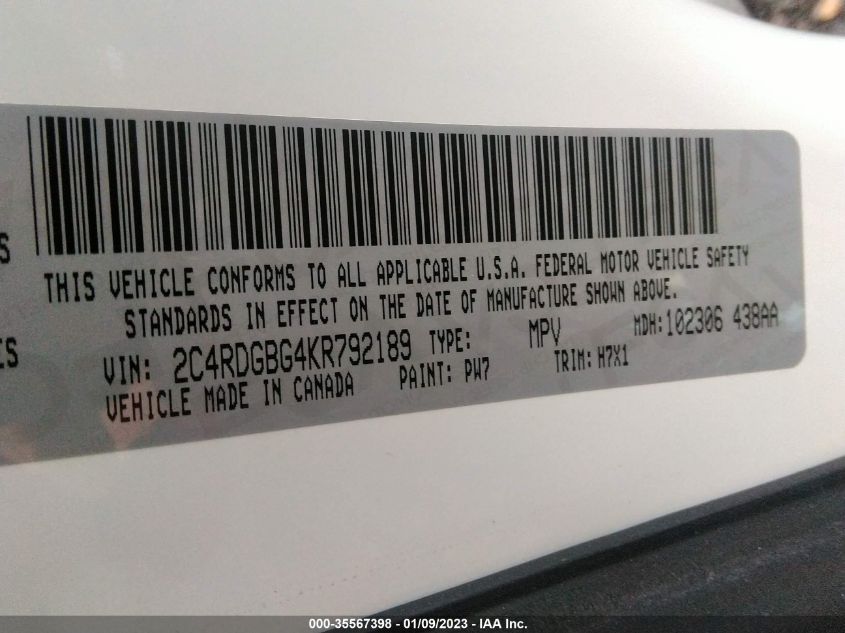 S
THIS VEHICLE CONFORMS TO ALL APPLICABLE U.S.A. FEDERAL MOTOR VEHICLE SAFETY
STANDARDS IN EFFECT ON THE DATE OF MANUFACTURE SHOWN ABOVE.
ES
VIN: 2C4RDGBG4KR792189 TYPE: MPV MDH:102306 438AA
VEHICLE MADE IN CANADA PAINT: PW7 TRIM: H7X1
000-35567398 - 01/09/2023 - IAA Inc.